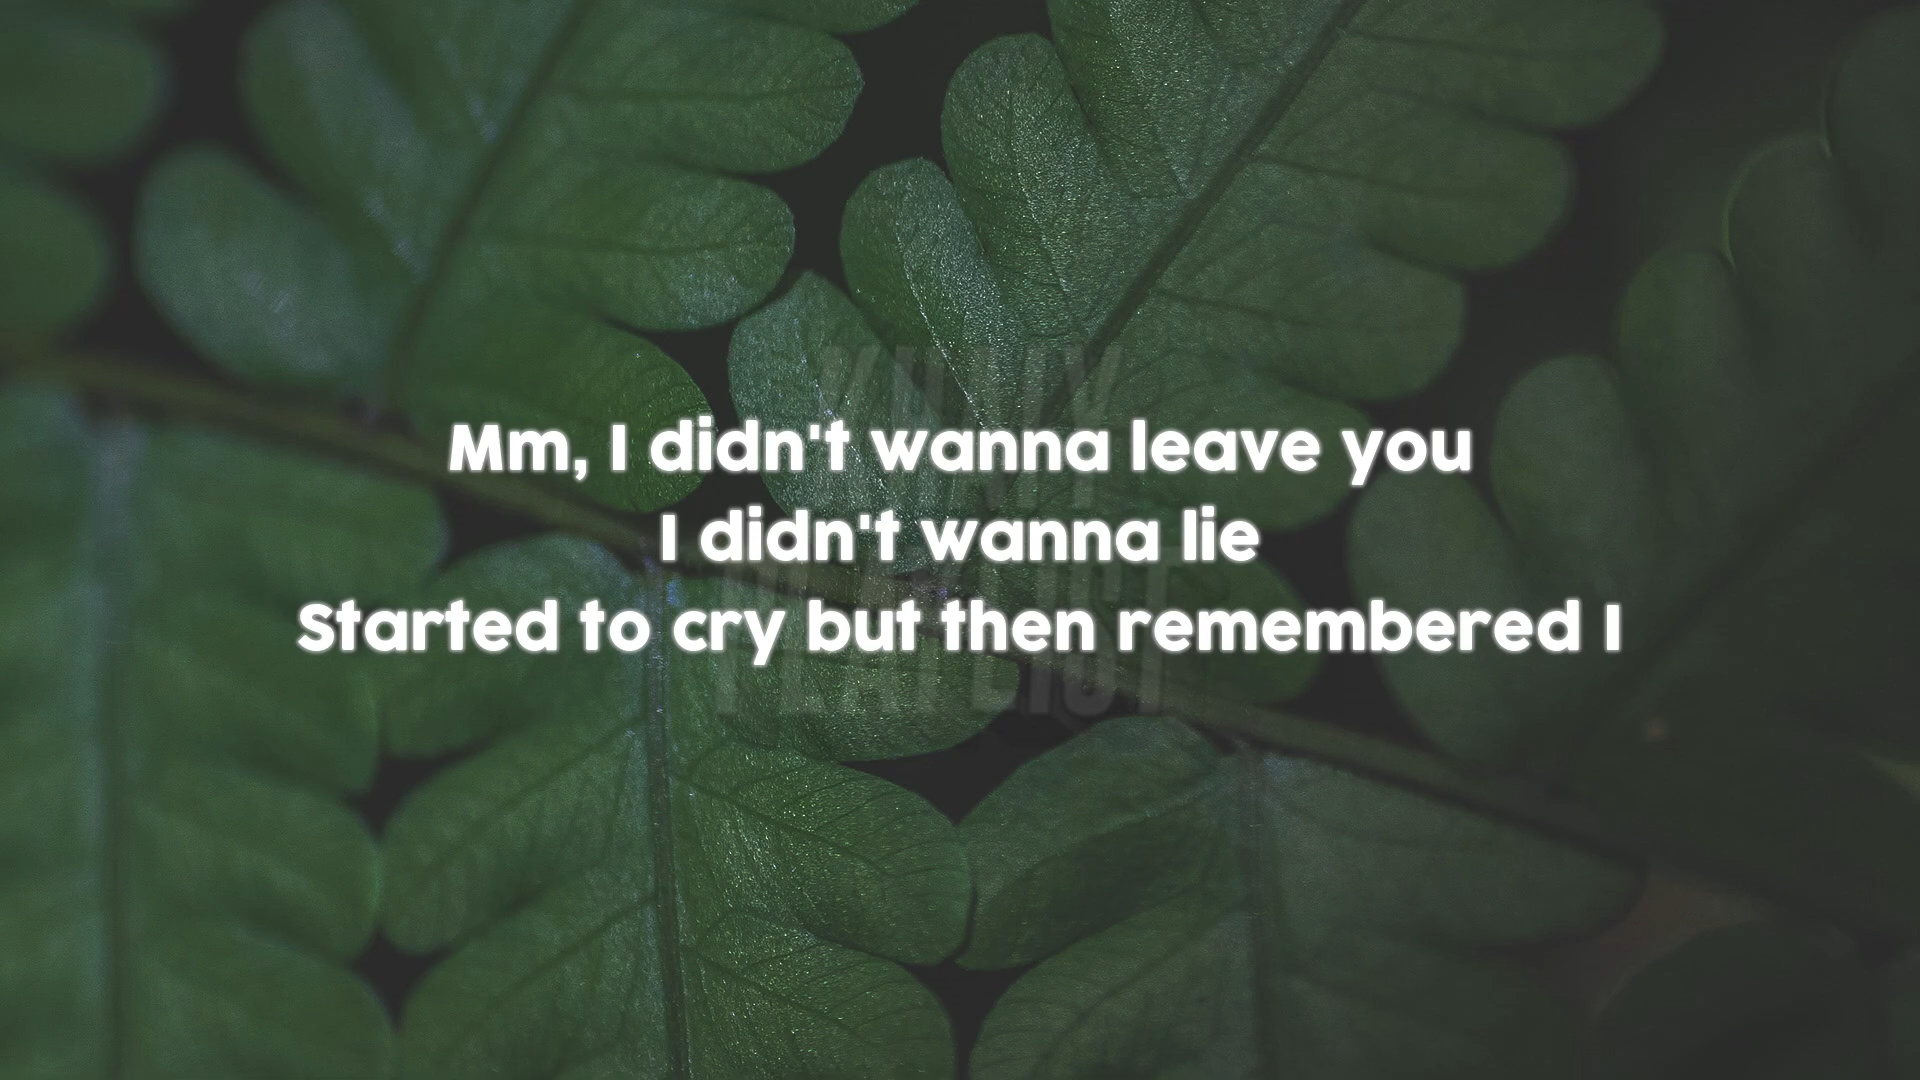 Mm, I didn't wanna leave you
I didn't wanna lie
Started to cry but then remembered I